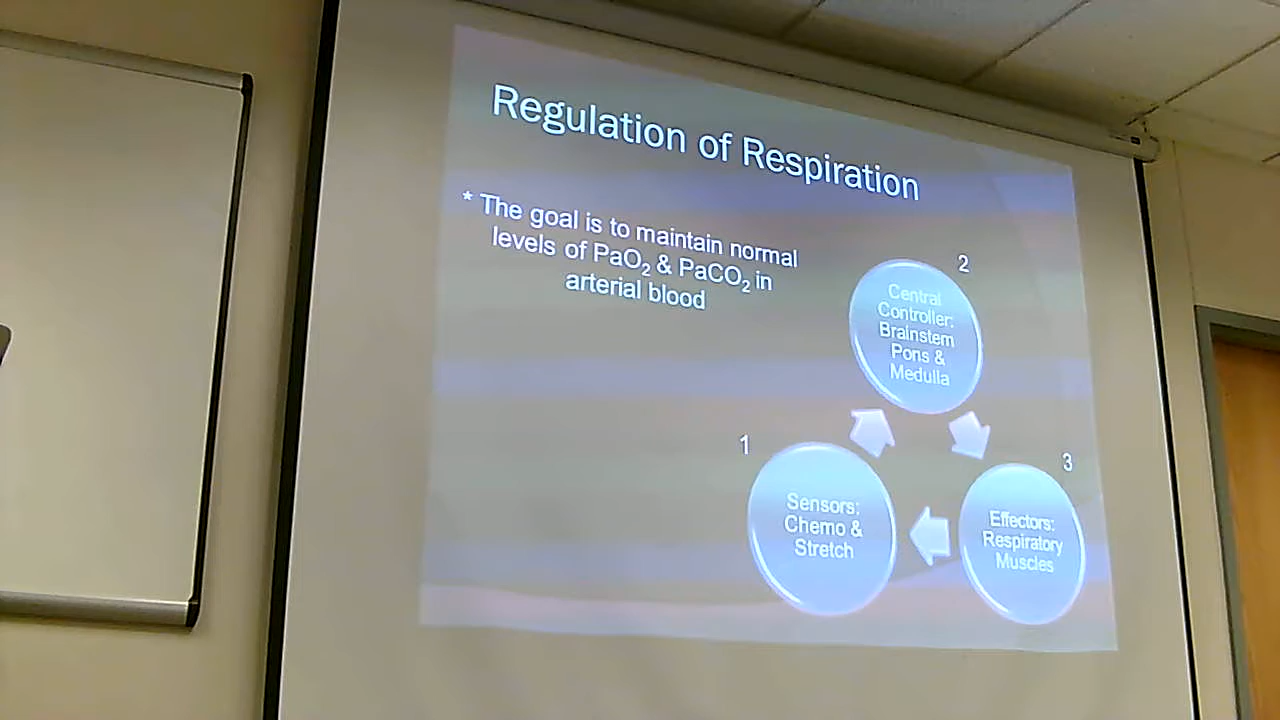 Regulation of Respiration
* The goal is to maintain normal
levels of PaO₂ & PaCO₂ in
arterial blood
2
Central
Controller:
Brainstem
Pons &
Medulla
1
Sensors:
Chemo &
Stretch
3
Effectors:
Respiratory
Muscles